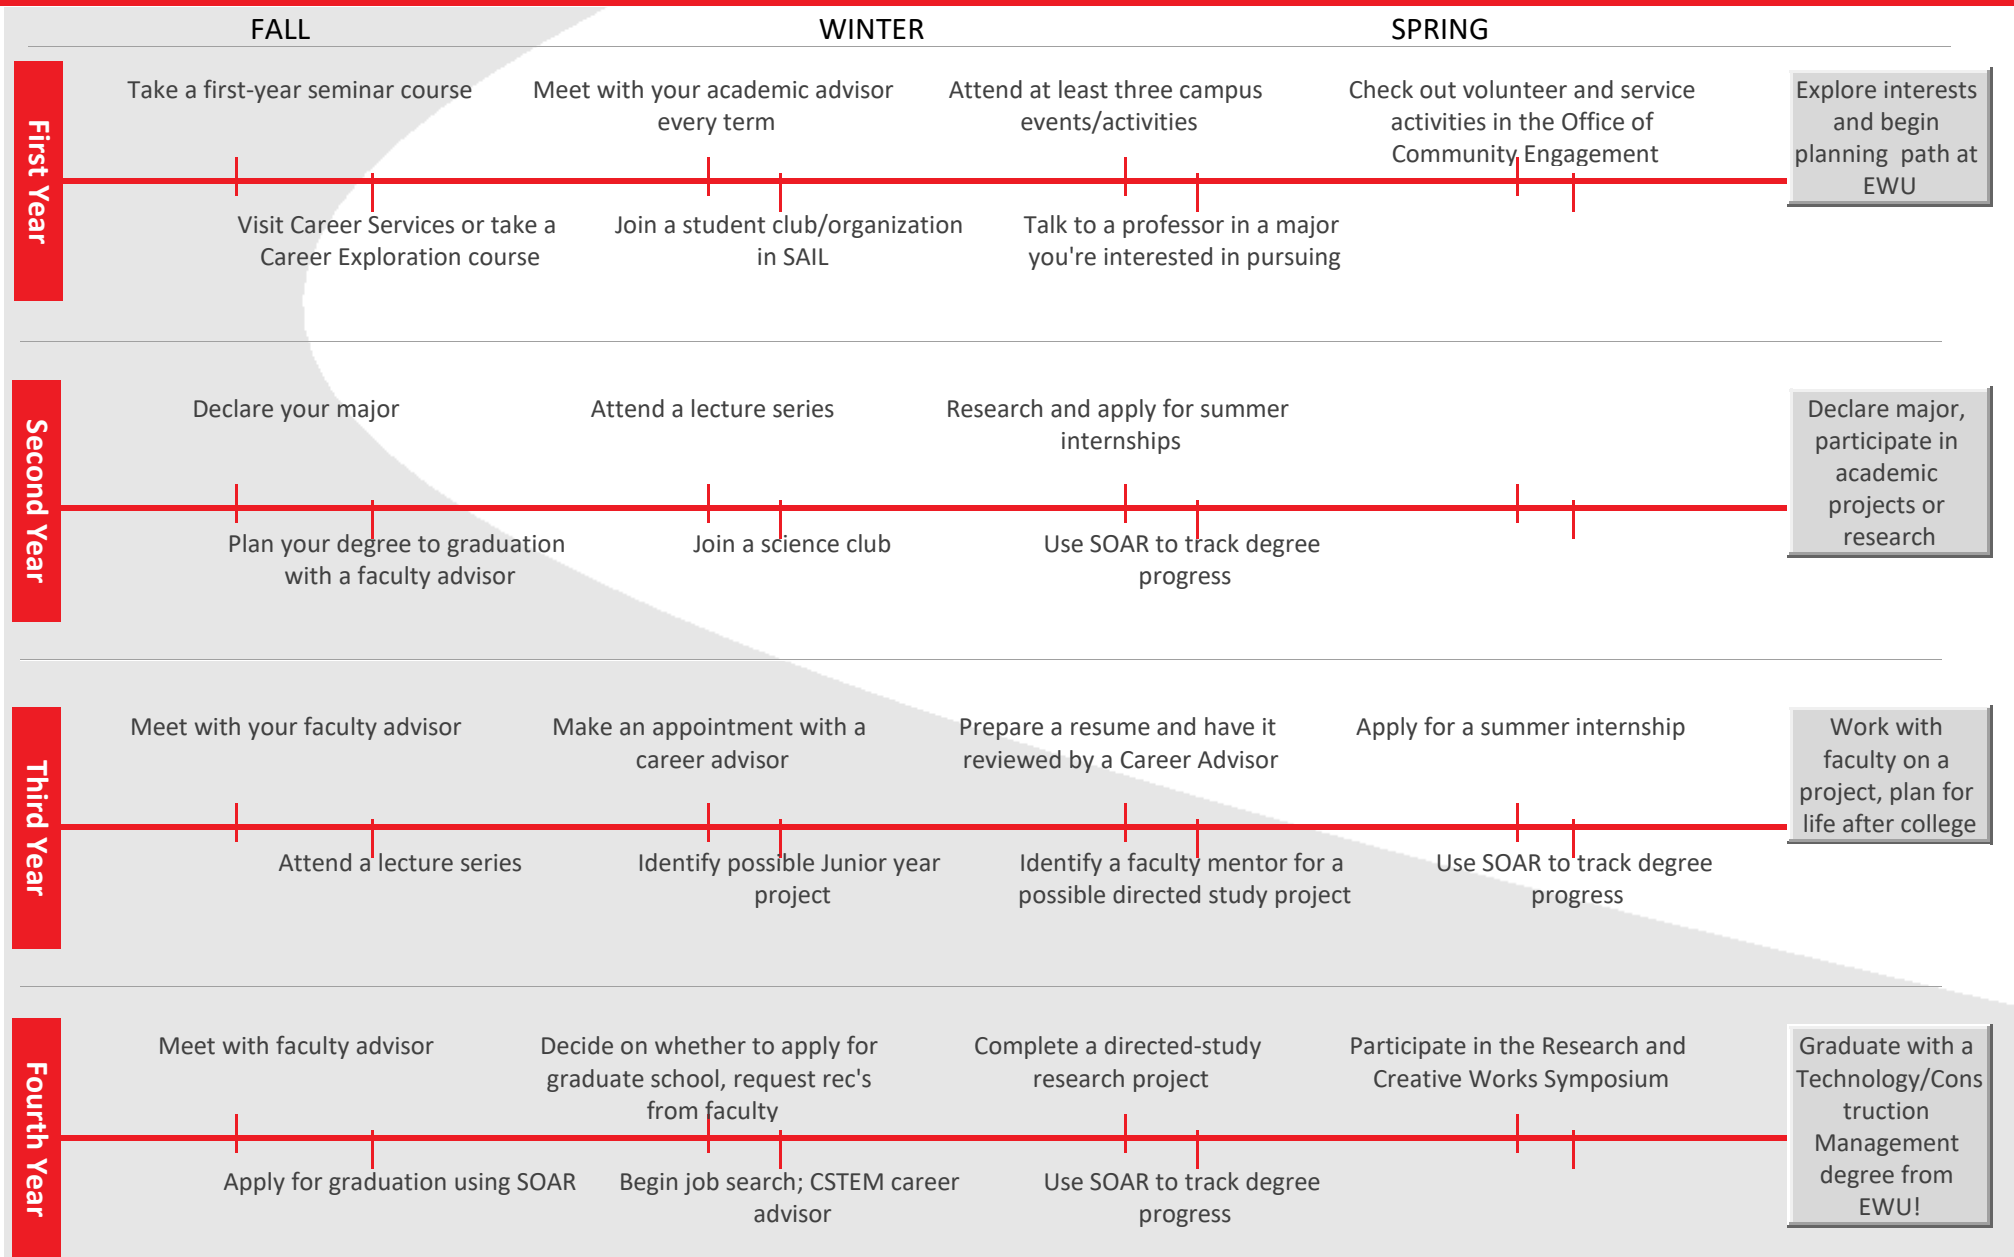 FALL
WINTER
SPRING
First Year
Take a first-year seminar course
Meet with your academic advisor
every term
Attend at least three campus
events/activities
Check out volunteer and service
activities in the Office of
Community Engagement
Visit Career Services or take a
Career Exploration course
Join a student club/organization
in SAIL
Talk to a professor in a major
you're interested in pursuing
Explore interests
and begin
planning path at
EWU
Second Year
Declare your major
Attend a lecture series
Research and apply for summer
internships
Plan your degree to graduation
with a faculty advisor
Join a science club
Use SOAR to track degree
progress
Declare major,
participate in
academic
projects or
research
Third Year
Meet with your faculty advisor
Make an appointment with a
career advisor
Prepare a resume and have it
reviewed by a Career Advisor
Apply for a summer internship
Attend a lecture series
Identify possible Junior year
project
Identify a faculty mentor for a
possible directed study project
Use SOAR to track degree
progress
Work with
faculty on a
project, plan for
life after college
Fourth Year
Meet with faculty advisor
Decide on whether to apply for
graduate school, request rec's
from faculty
Complete a directed-study
research project
Participate in the Research and
Creative Works Symposium
Apply for graduation using SOAR
Begin job search; CSTEM career
advisor
Use SOAR to track degree
progress
Graduate with a
Technology/Cons
truction
Management
degree from
EWU!